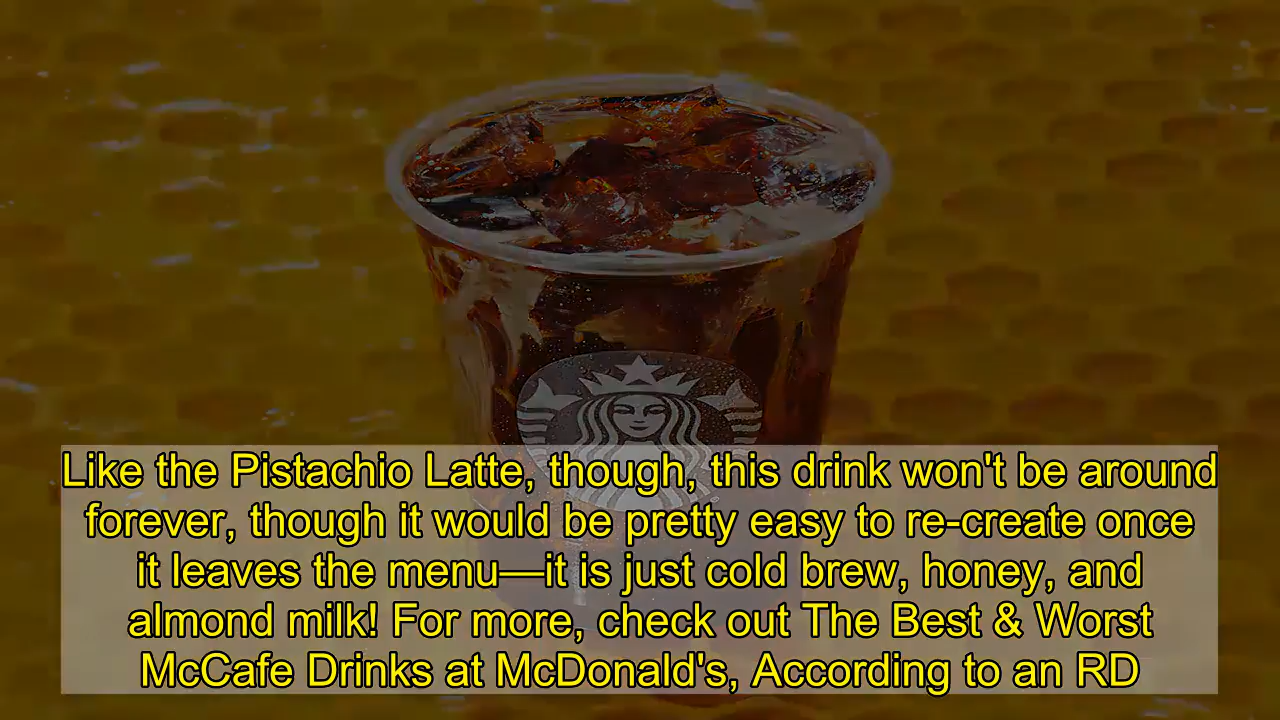 Like the Pistachio Latte, though, this drink won't be around
forever, though it would be pretty easy to re-create once
it leaves the menu—it is just cold brew, honey, and
almond milk! For more, check out The Best & Worst
McCafe Drinks at McDonald's, According to an RD